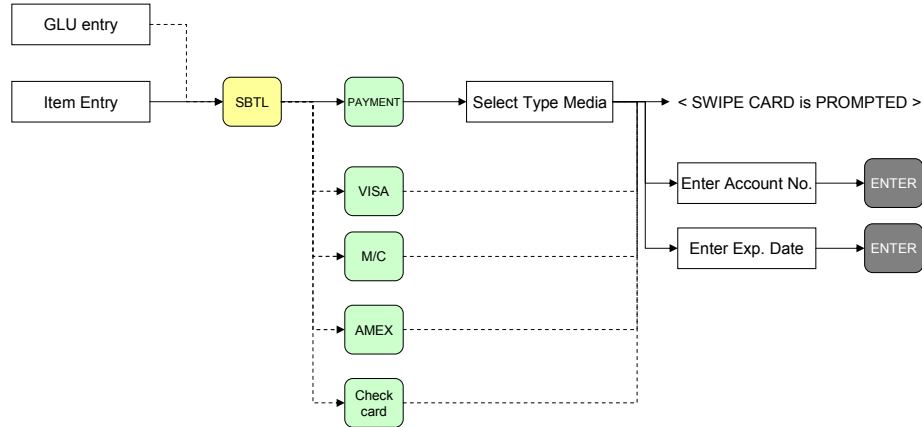 GLU entry
Item Entry
SBTL
PAYMENT
Select Type Media
< SWIPE CARD is PROMPTED >
VISA
Enter Account No.
ENTER
M/C
Enter Exp. Date
ENTER
AMEX
Check
card